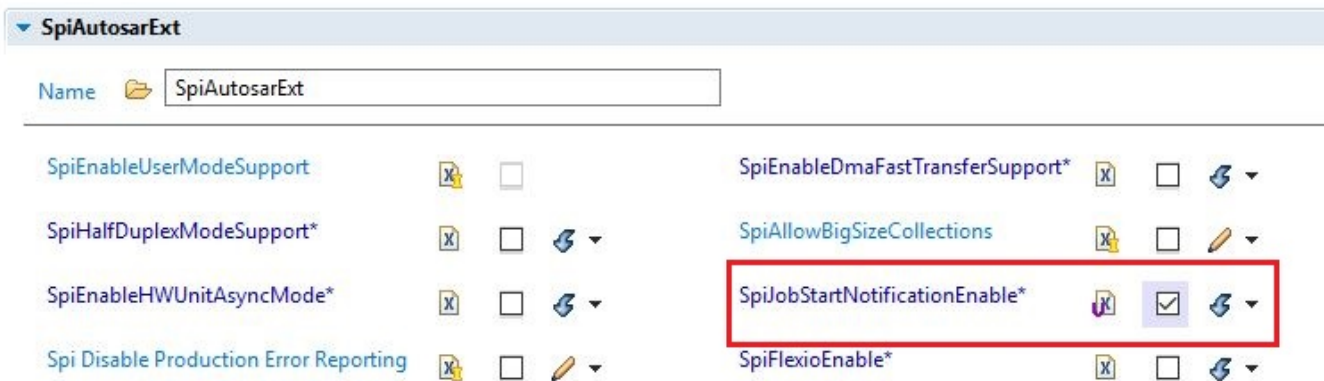 SpiAutosarExt
Name SpiAutosarExt
SpiEnableUserModeSupport SpiEnableDmaFastTransferSupport*
SpiHalfDuplexModeSupport* SpiAllowBigSizeCollections
SpiEnableHWUnitAsyncMode* SpiJobStartNotificationEnable*
Spi Disable Production Error Reporting SpiFlexioEnable*